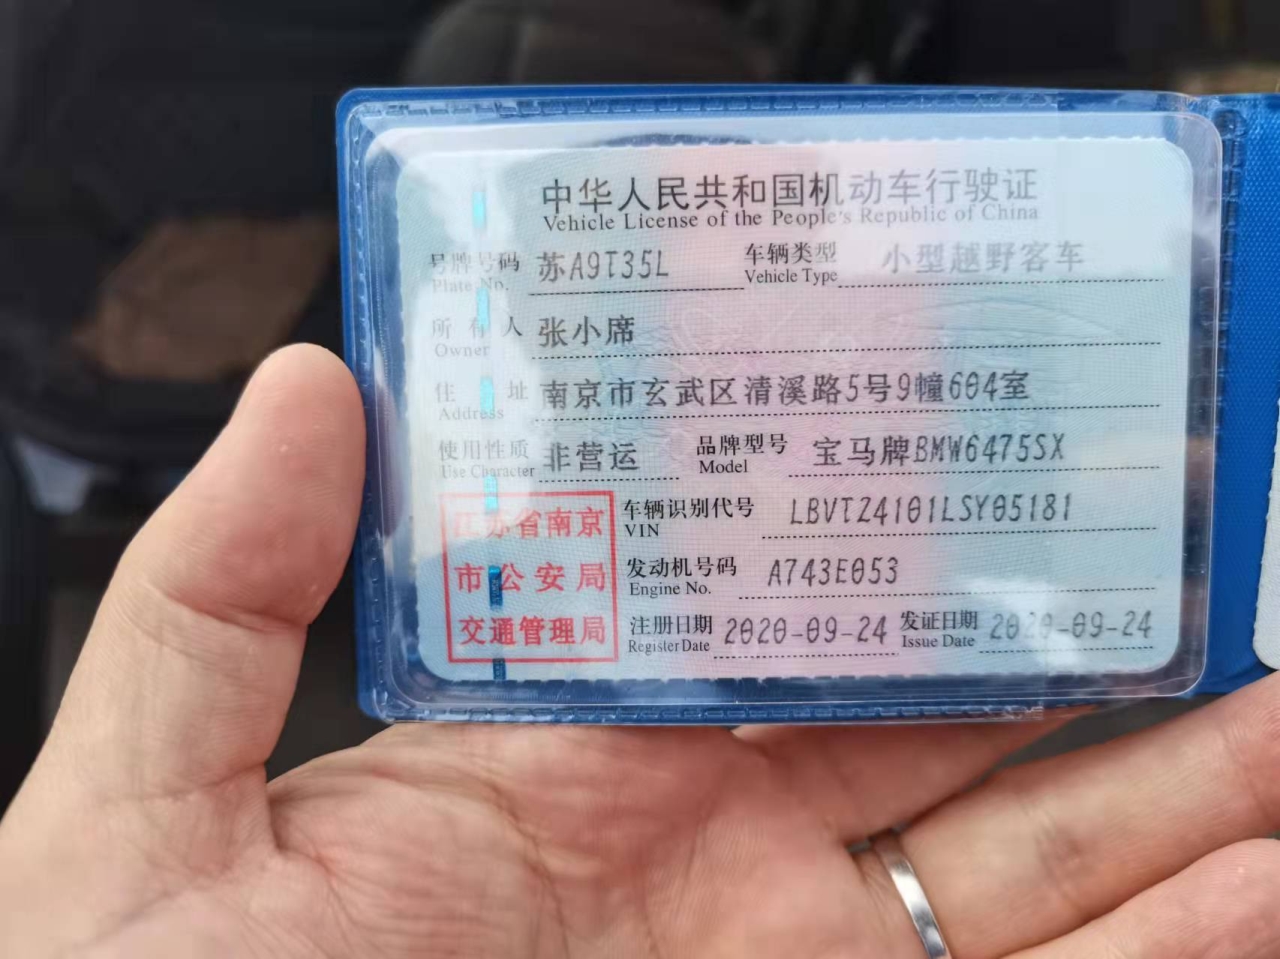 中华人民共和国机动车行驶证
Vehicle License of the People's Republic of China
号牌号码 苏A9T35L 车辆类型 小型越野客车
Plate No. Vehicle Type
所有人 张小席
Owner
住址 南京市玄武区清溪路5号9幢604室
Address
使用性质 非营运 品牌型号 宝马牌BMW6475SX
Use Character Model
江苏省南京
市公安局
交通管理局
车辆识别代号 LBVTZ4101LSY05181
VIN
发动机号码 A743E053
Engine No.
注册日期 2020-09-24 发证日期 2020-09-24
Register Date Issue Date